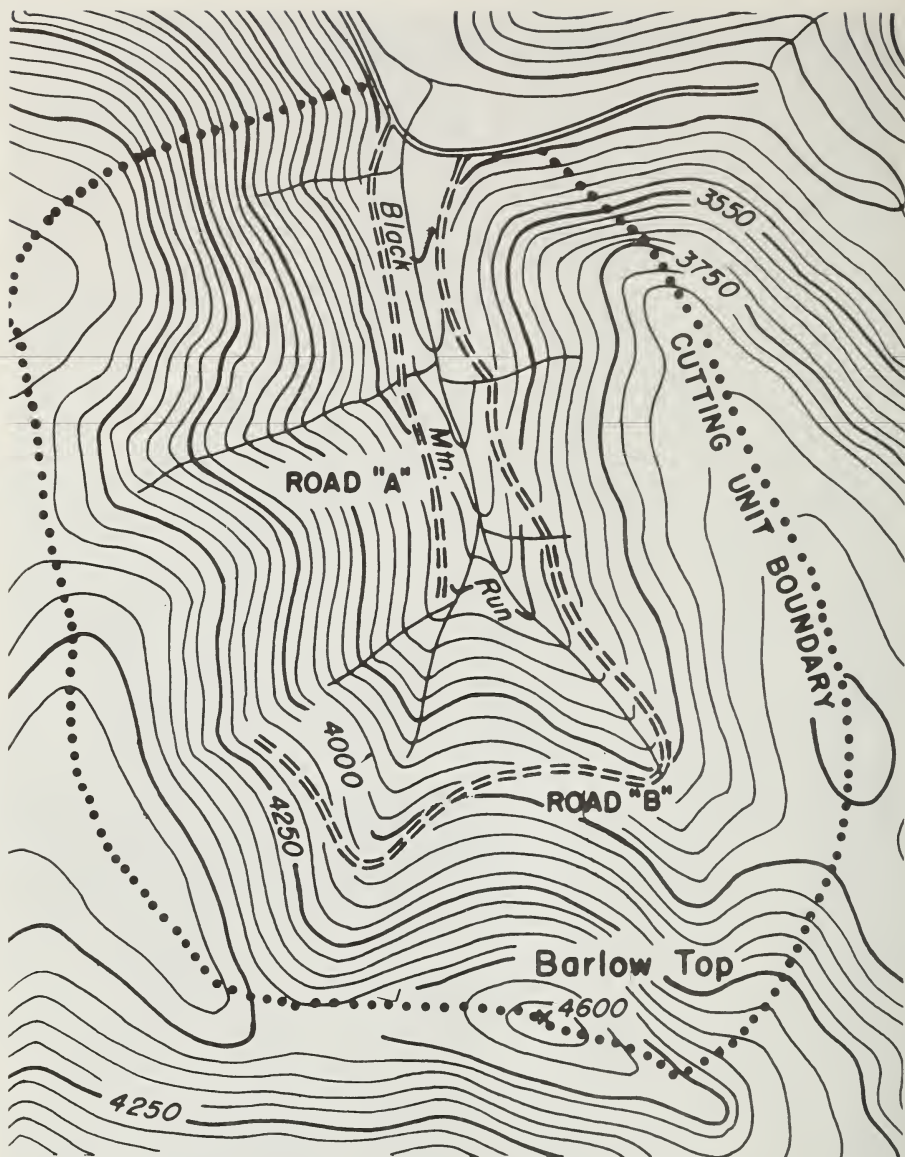 3550
3750
CUTTING UNIT BOUNDARY
Black
Mtn.
Run
ROAD "A"
4000
4250
ROAD "B"
Barlow Top
x 4600
4250